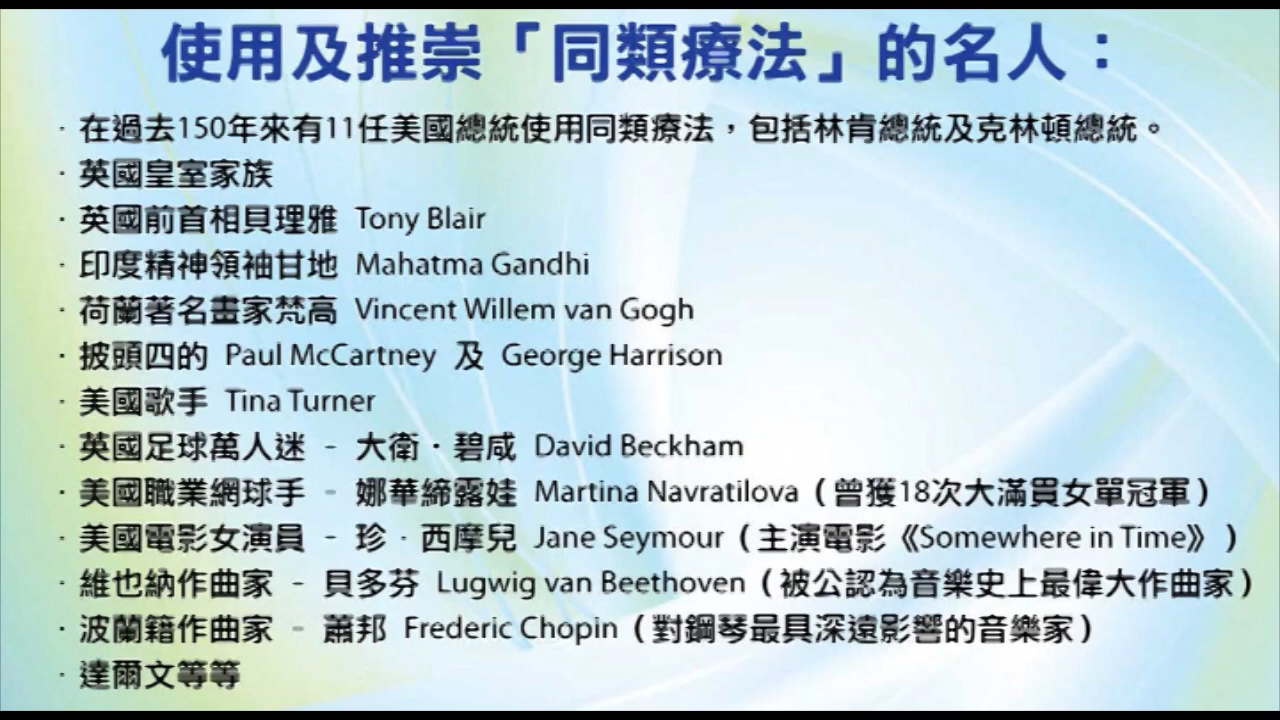 使用及推崇「同類療法」的名人：
· 在過去150年來有11任美國總統使用同類療法，包括林肯總統及克林頓總統。
· 英國皇室家族
· 英國前首相貝理雅 Tony Blair
· 印度精神領袖甘地 Mahatma Gandhi
· 荷蘭著名畫家梵高 Vincent Willem van Gogh
· 披頭四的 Paul McCartney 及 George Harrison
· 美國歌手 Tina Turner
· 英國足球萬人迷 - 大衛·碧咸 David Beckham
· 美國職業網球手 - 娜華締露娃 Martina Navratilova（曾獲18次大滿貫女單冠軍）
· 美國電影女演員 - 珍·西摩兒 Jane Seymour（主演電影《Somewhere in Time》）
· 維也納作曲家 - 貝多芬 Lugwig van Beethoven（被公認為音樂史上最偉大作曲家）
· 波蘭籍作曲家 - 蕭邦 Frederic Chopin（對鋼琴最具深遠影響的音樂家）
· 達爾文等等